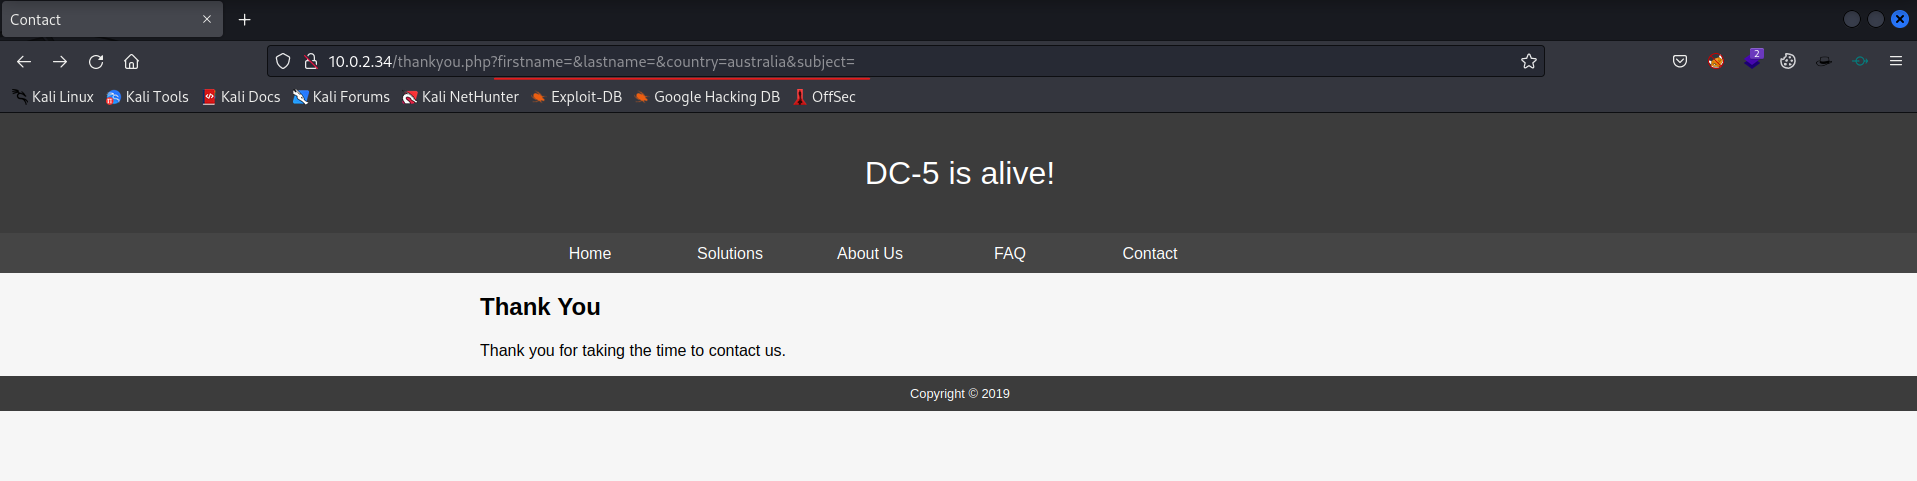 Contact
10.0.2.34/thankyou.php?firstname=&lastname=&country=australia&subject=
2
Kali Linux Kali Tools Kali Docs Kali Forums Kali NetHunter Exploit-DB Google Hacking DB OffSec
DC-5 is alive!
Home Solutions About Us FAQ Contact
Thank You
Thank you for taking the time to contact us.
Copyright © 2019